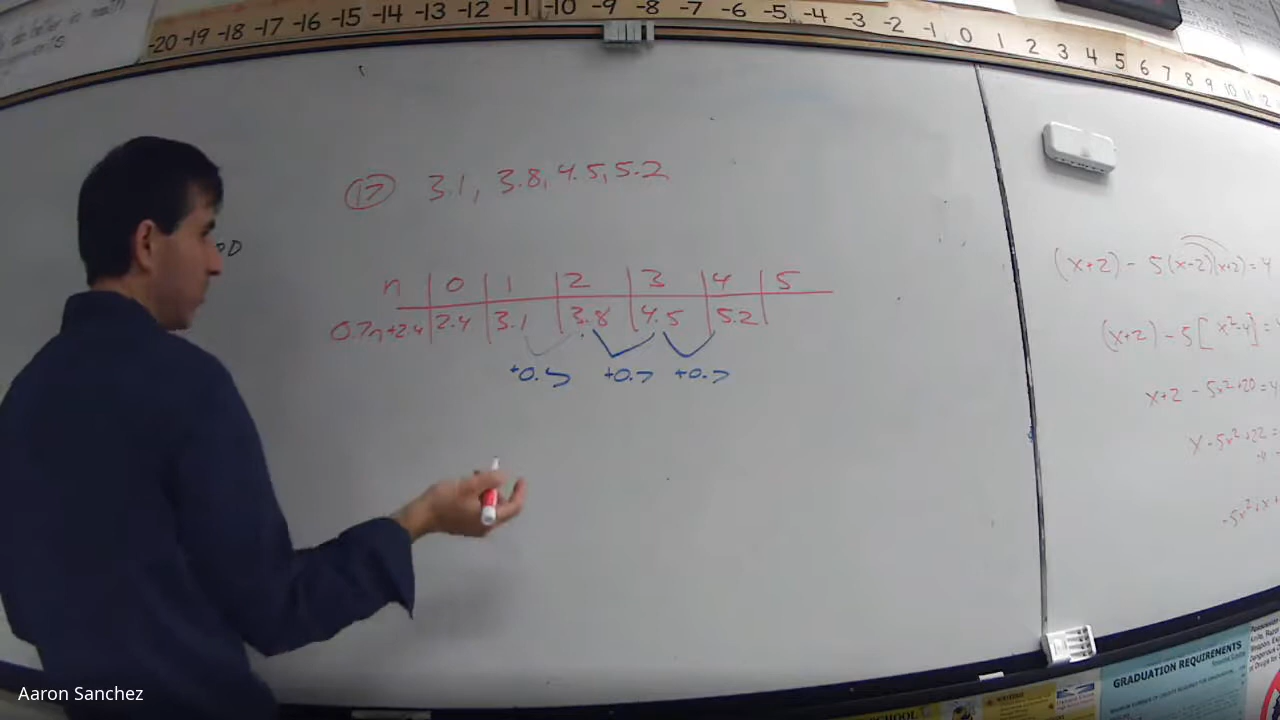 -20 -19 -18 -17 -16 -15 -14 -13 -12 -11 -10 -9 -8 -7 -6 -5 -4 -3 -2 -1 0 1 2 3 4 5 6 7 8 9 10 11 12
17 3.1, 3.8, 4.5, 5.2
n 0 1 2 3 4 5
0.7n+2.4 2.4 3.1 3.8 4.5 5.2
+0.7 +0.7 +0.7
(x+2) - 5(x-2)(x+2) = 4
(x+2) - 5[x²-4] =
x+2 - 5x²+20 = 4
x - 5x²+22 =
-5x²+x+
GRADUATION REQUIREMENTS
Aaron Sanchez